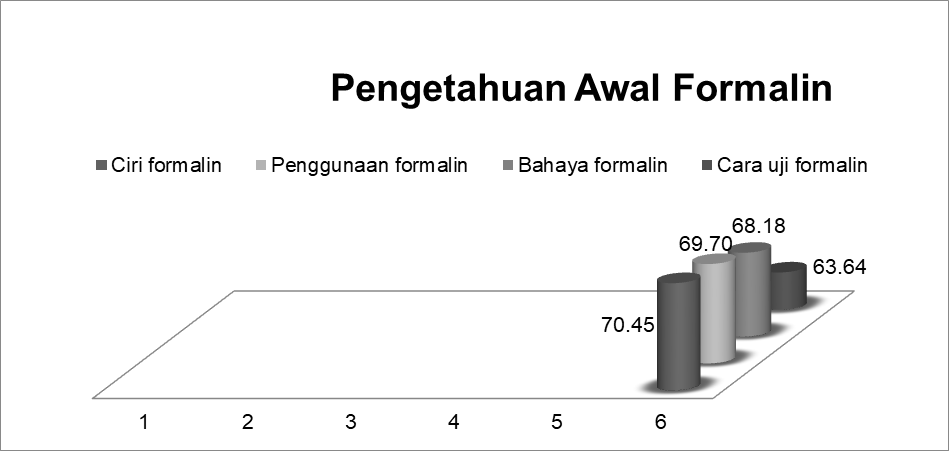 Pengetahuan Awal Formalin
Ciri formalin Penggunaan formalin Bahaya formalin Cara uji formalin
68.18
69.70
63.64
70.45
1 2 3 4 5 6